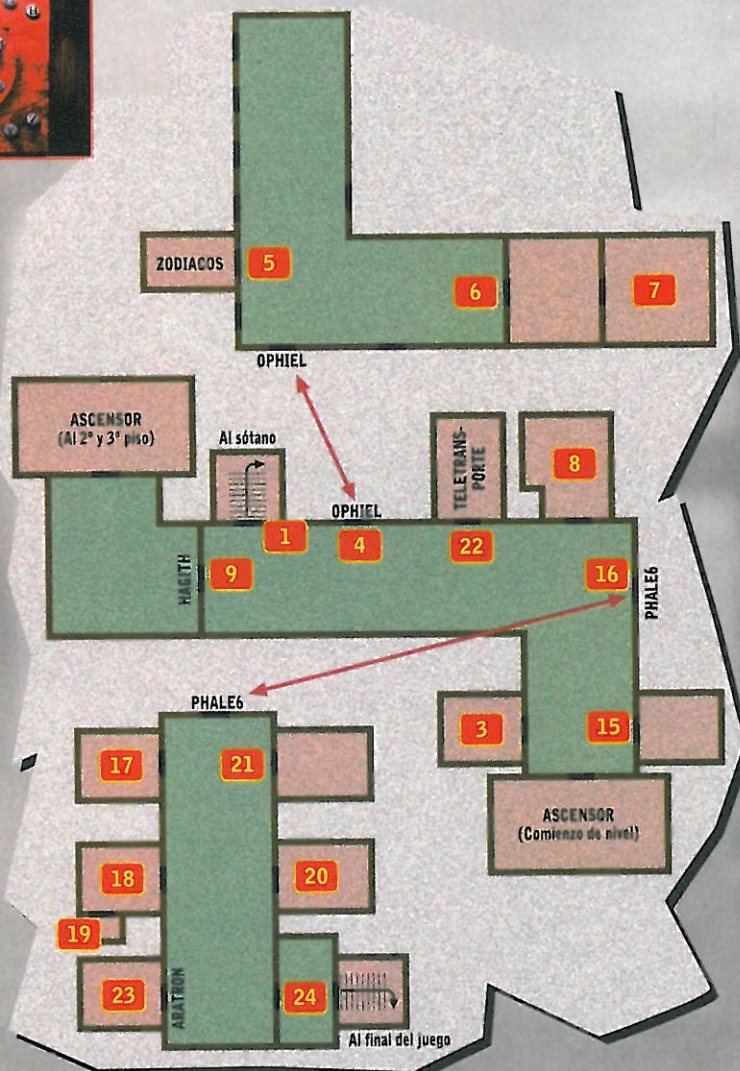 ZODIACOS
5
6
7
OPHIEL
ASCENSOR
(Al 2º y 3º piso)
Al sótano
TELETRANS-
PORTE
8
OPHIEL
1
4
22
HAGITH
9
16
PHALE6
PHALE6
17
21
3
15
ASCENSOR
(Comienzo de nivel)
18
20
19
23
ARATRON
24
Al final del juego